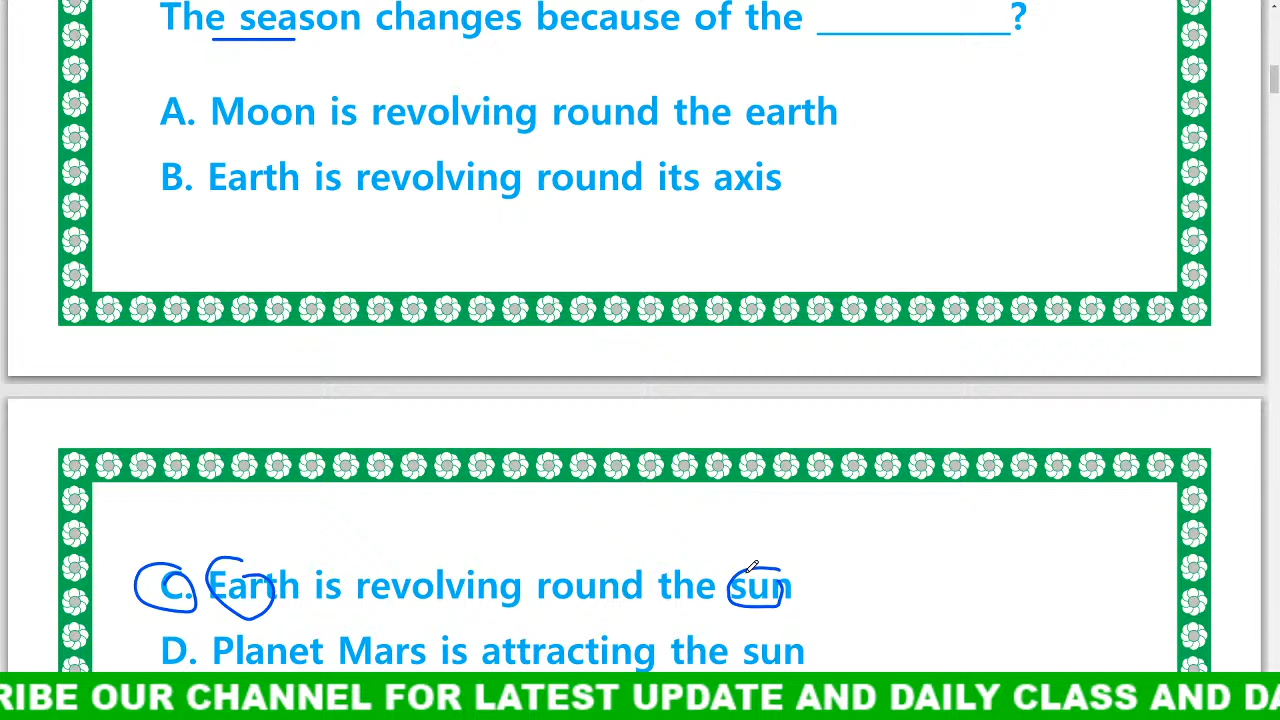 The season changes because of the ___________?
A. Moon is revolving round the earth
B. Earth is revolving round its axis
C. Earth is revolving round the sun
D. Planet Mars is attracting the sun
RIBE OUR CHANNEL FOR LATEST UPDATE AND DAILY CLASS AND DA